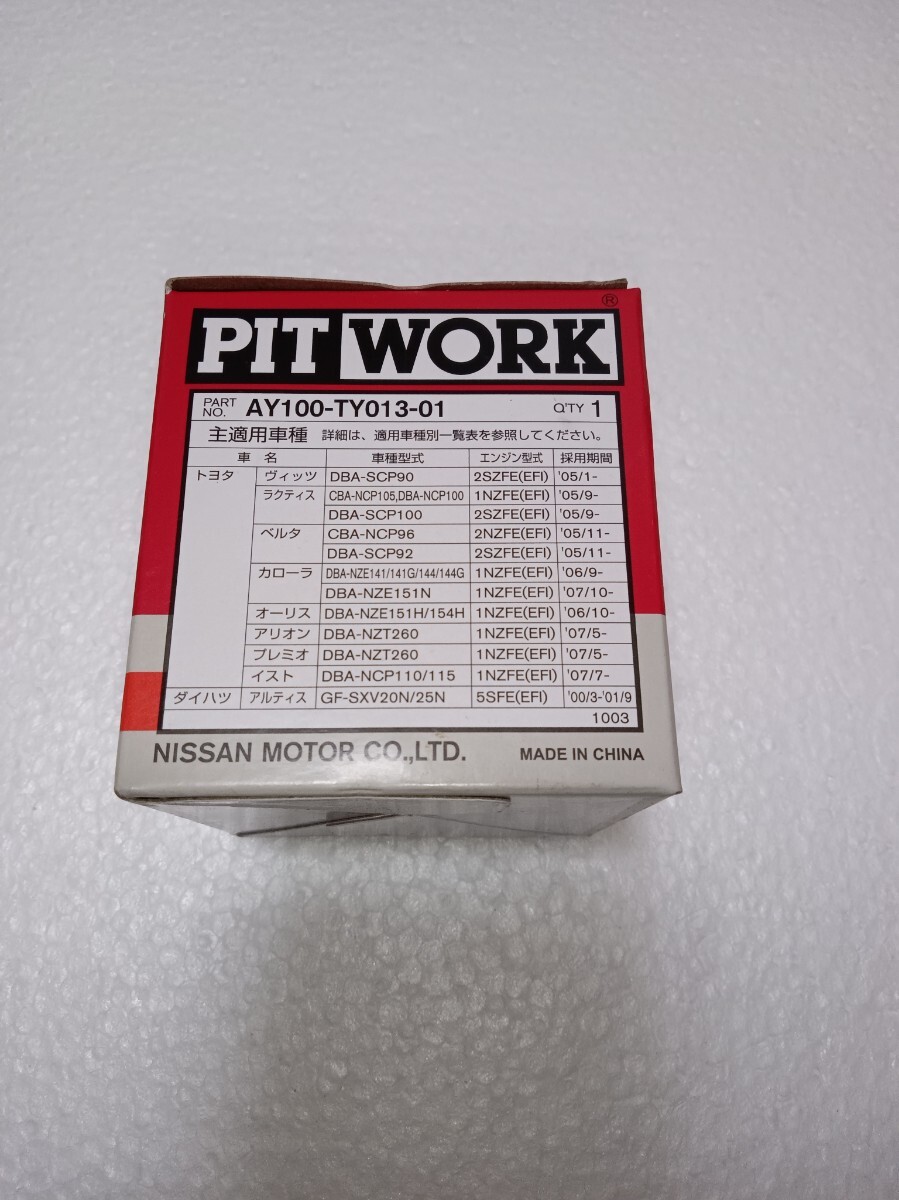 ®
PIT WORK
PART NO. AY100-TY013-01 Q'TY 1
主適用車種 詳細は、適用車種別一覧表を参照してください。
車 名 車種型式 エンジン型式 採用期間
トヨタ ヴィッツ DBA-SCP90 2SZFE(EFI) '05/1-
ラクティス CBA-NCP105,DBA-NCP100 1NZFE(EFI) '05/9-
DBA-SCP100 2SZFE(EFI) '05/9-
ベルタ CBA-NCP96 2NZFE(EFI) '05/11-
DBA-SCP92 2SZFE(EFI) '05/11-
カローラ DBA-NZE141/141G/144/144G 1NZFE(EFI) '06/9-
DBA-NZE151N 1NZFE(EFI) '07/10-
オーリス DBA-NZE151H/154H 1NZFE(EFI) '06/10-
アリオン DBA-NZT260 1NZFE(EFI) '07/5-
プレミオ DBA-NZT260 1NZFE(EFI) '07/5-
イスト DBA-NCP110/115 1NZFE(EFI) '07/7-
ダイハツ アルティス GF-SXV20N/25N 5SFE(EFI) '00/3-'01/9
1003
NISSAN MOTOR CO.,LTD. MADE IN CHINA